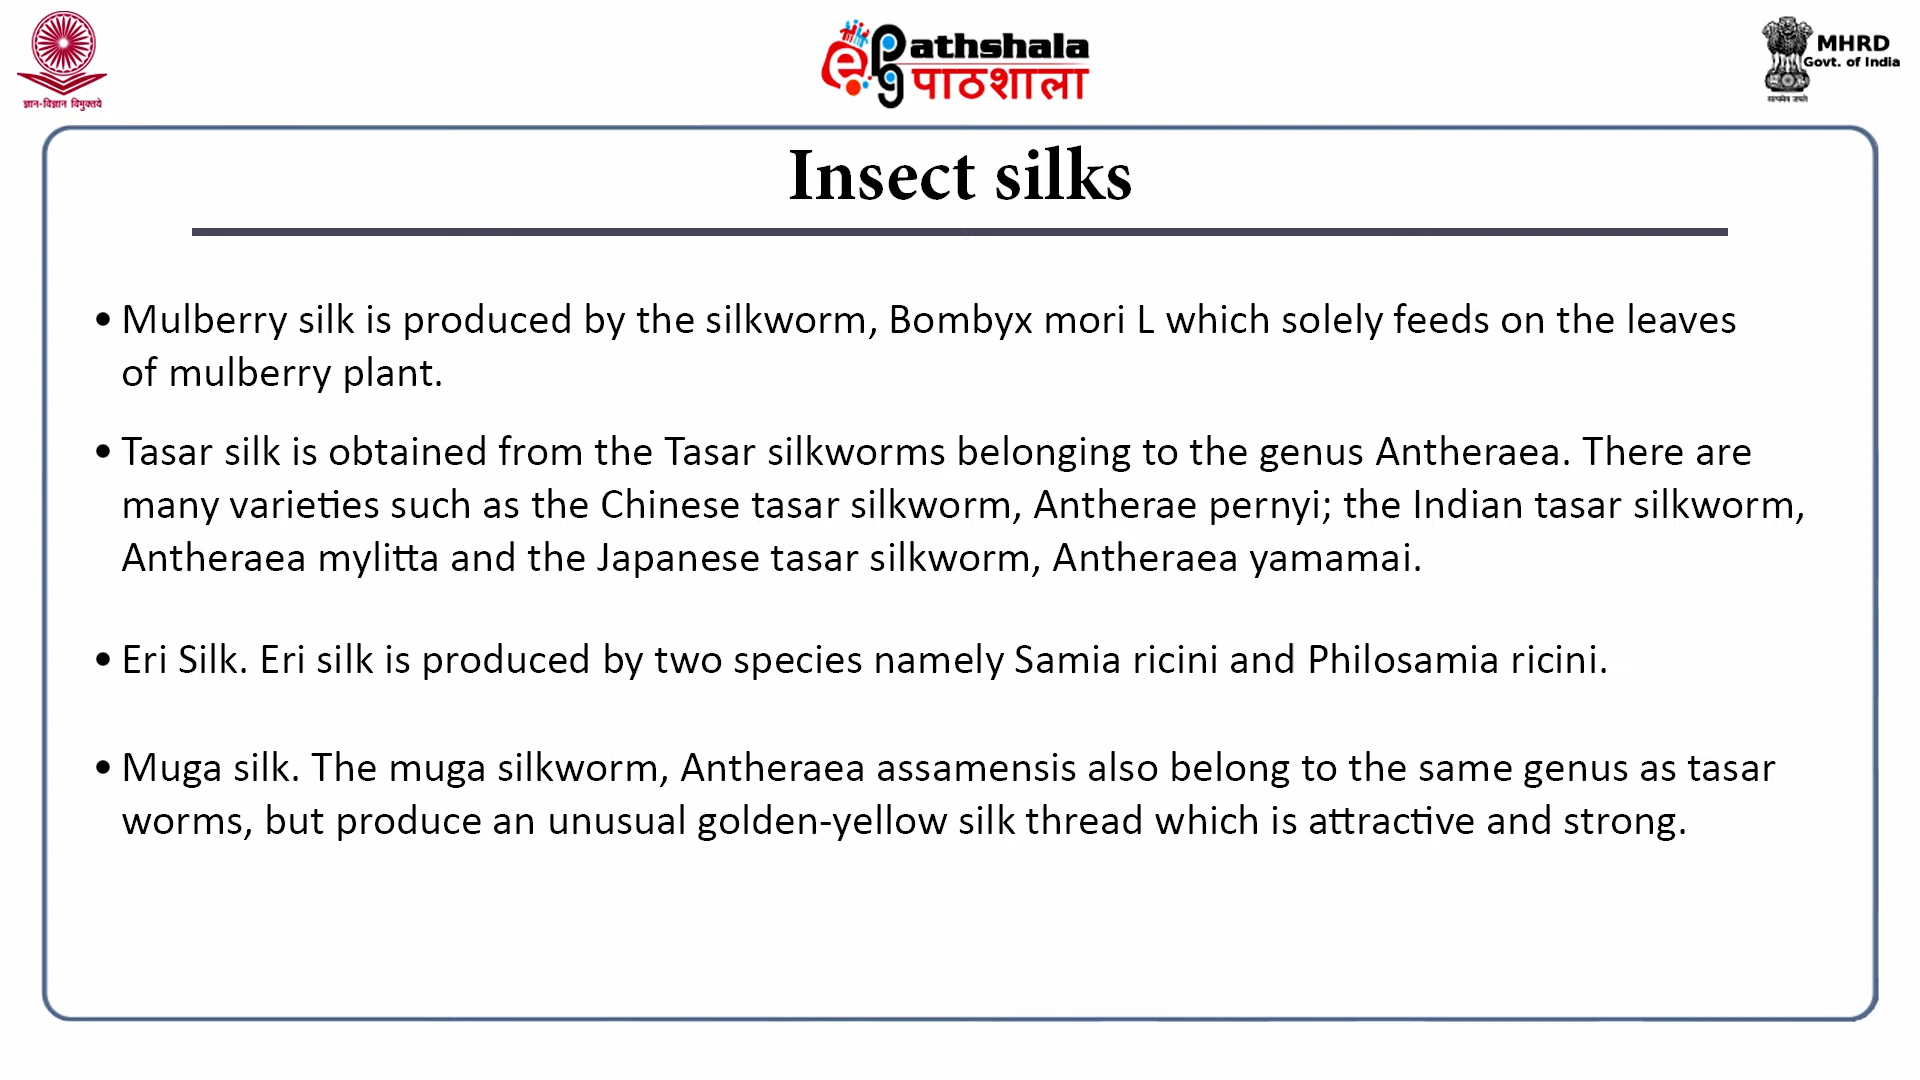 ज्ञान-विज्ञान विमुक्तये
ePathshala
पाठशाला
MHRD
Govt. of India
सत्यमेव जयते
Insect silks
• Mulberry silk is produced by the silkworm, Bombyx mori L which solely feeds on the leaves
of mulberry plant.
• Tasar silk is obtained from the Tasar silkworms belonging to the genus Antheraea. There are
many varieties such as the Chinese tasar silkworm, Antherae pernyi; the Indian tasar silkworm,
Antheraea mylitta and the Japanese tasar silkworm, Antheraea yamamai.
• Eri Silk. Eri silk is produced by two species namely Samia ricini and Philosamia ricini.
• Muga silk. The muga silkworm, Antheraea assamensis also belong to the same genus as tasar
worms, but produce an unusual golden-yellow silk thread which is attractive and strong.